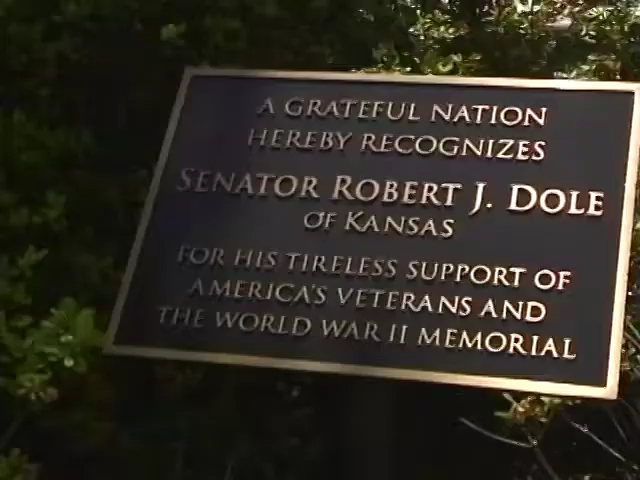 A GRATEFUL NATION
HEREBY RECOGNIZES
SENATOR ROBERT J. DOLE
OF KANSAS
FOR HIS TIRELESS SUPPORT OF
AMERICA'S VETERANS AND
THE WORLD WAR II MEMORIAL